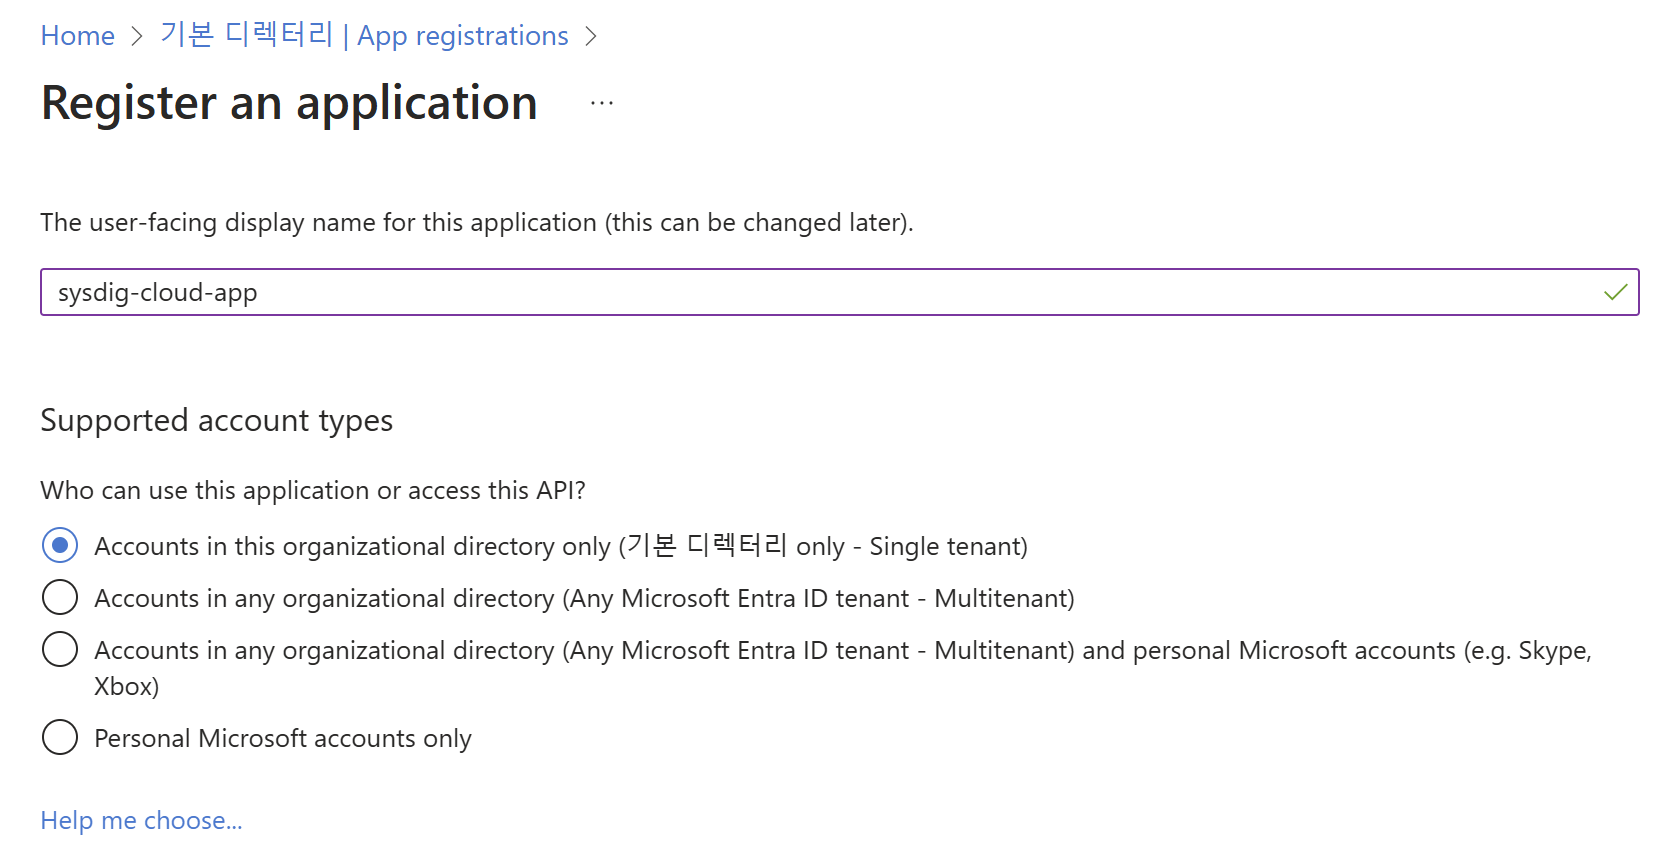 Home > 기본 디렉터리 | App registrations >
Register an application ...
The user-facing display name for this application (this can be changed later).
sysdig-cloud-app
Supported account types
Who can use this application or access this API?
Accounts in this organizational directory only (기본 디렉터리 only - Single tenant)
Accounts in any organizational directory (Any Microsoft Entra ID tenant - Multitenant)
Accounts in any organizational directory (Any Microsoft Entra ID tenant - Multitenant) and personal Microsoft accounts (e.g. Skype,
Xbox)
Personal Microsoft accounts only
Help me choose...